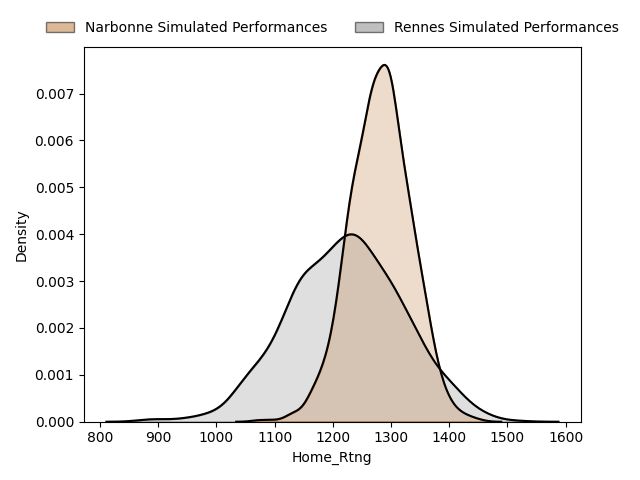 Narbonne Simulated Performances
Rennes Simulated Performances
0.007
0.006
0.005
0.004
0.003
0.002
0.001
0.000
Density
800 900 1000 1100 1200 1300 1400 1500 1600
Home_Rtng